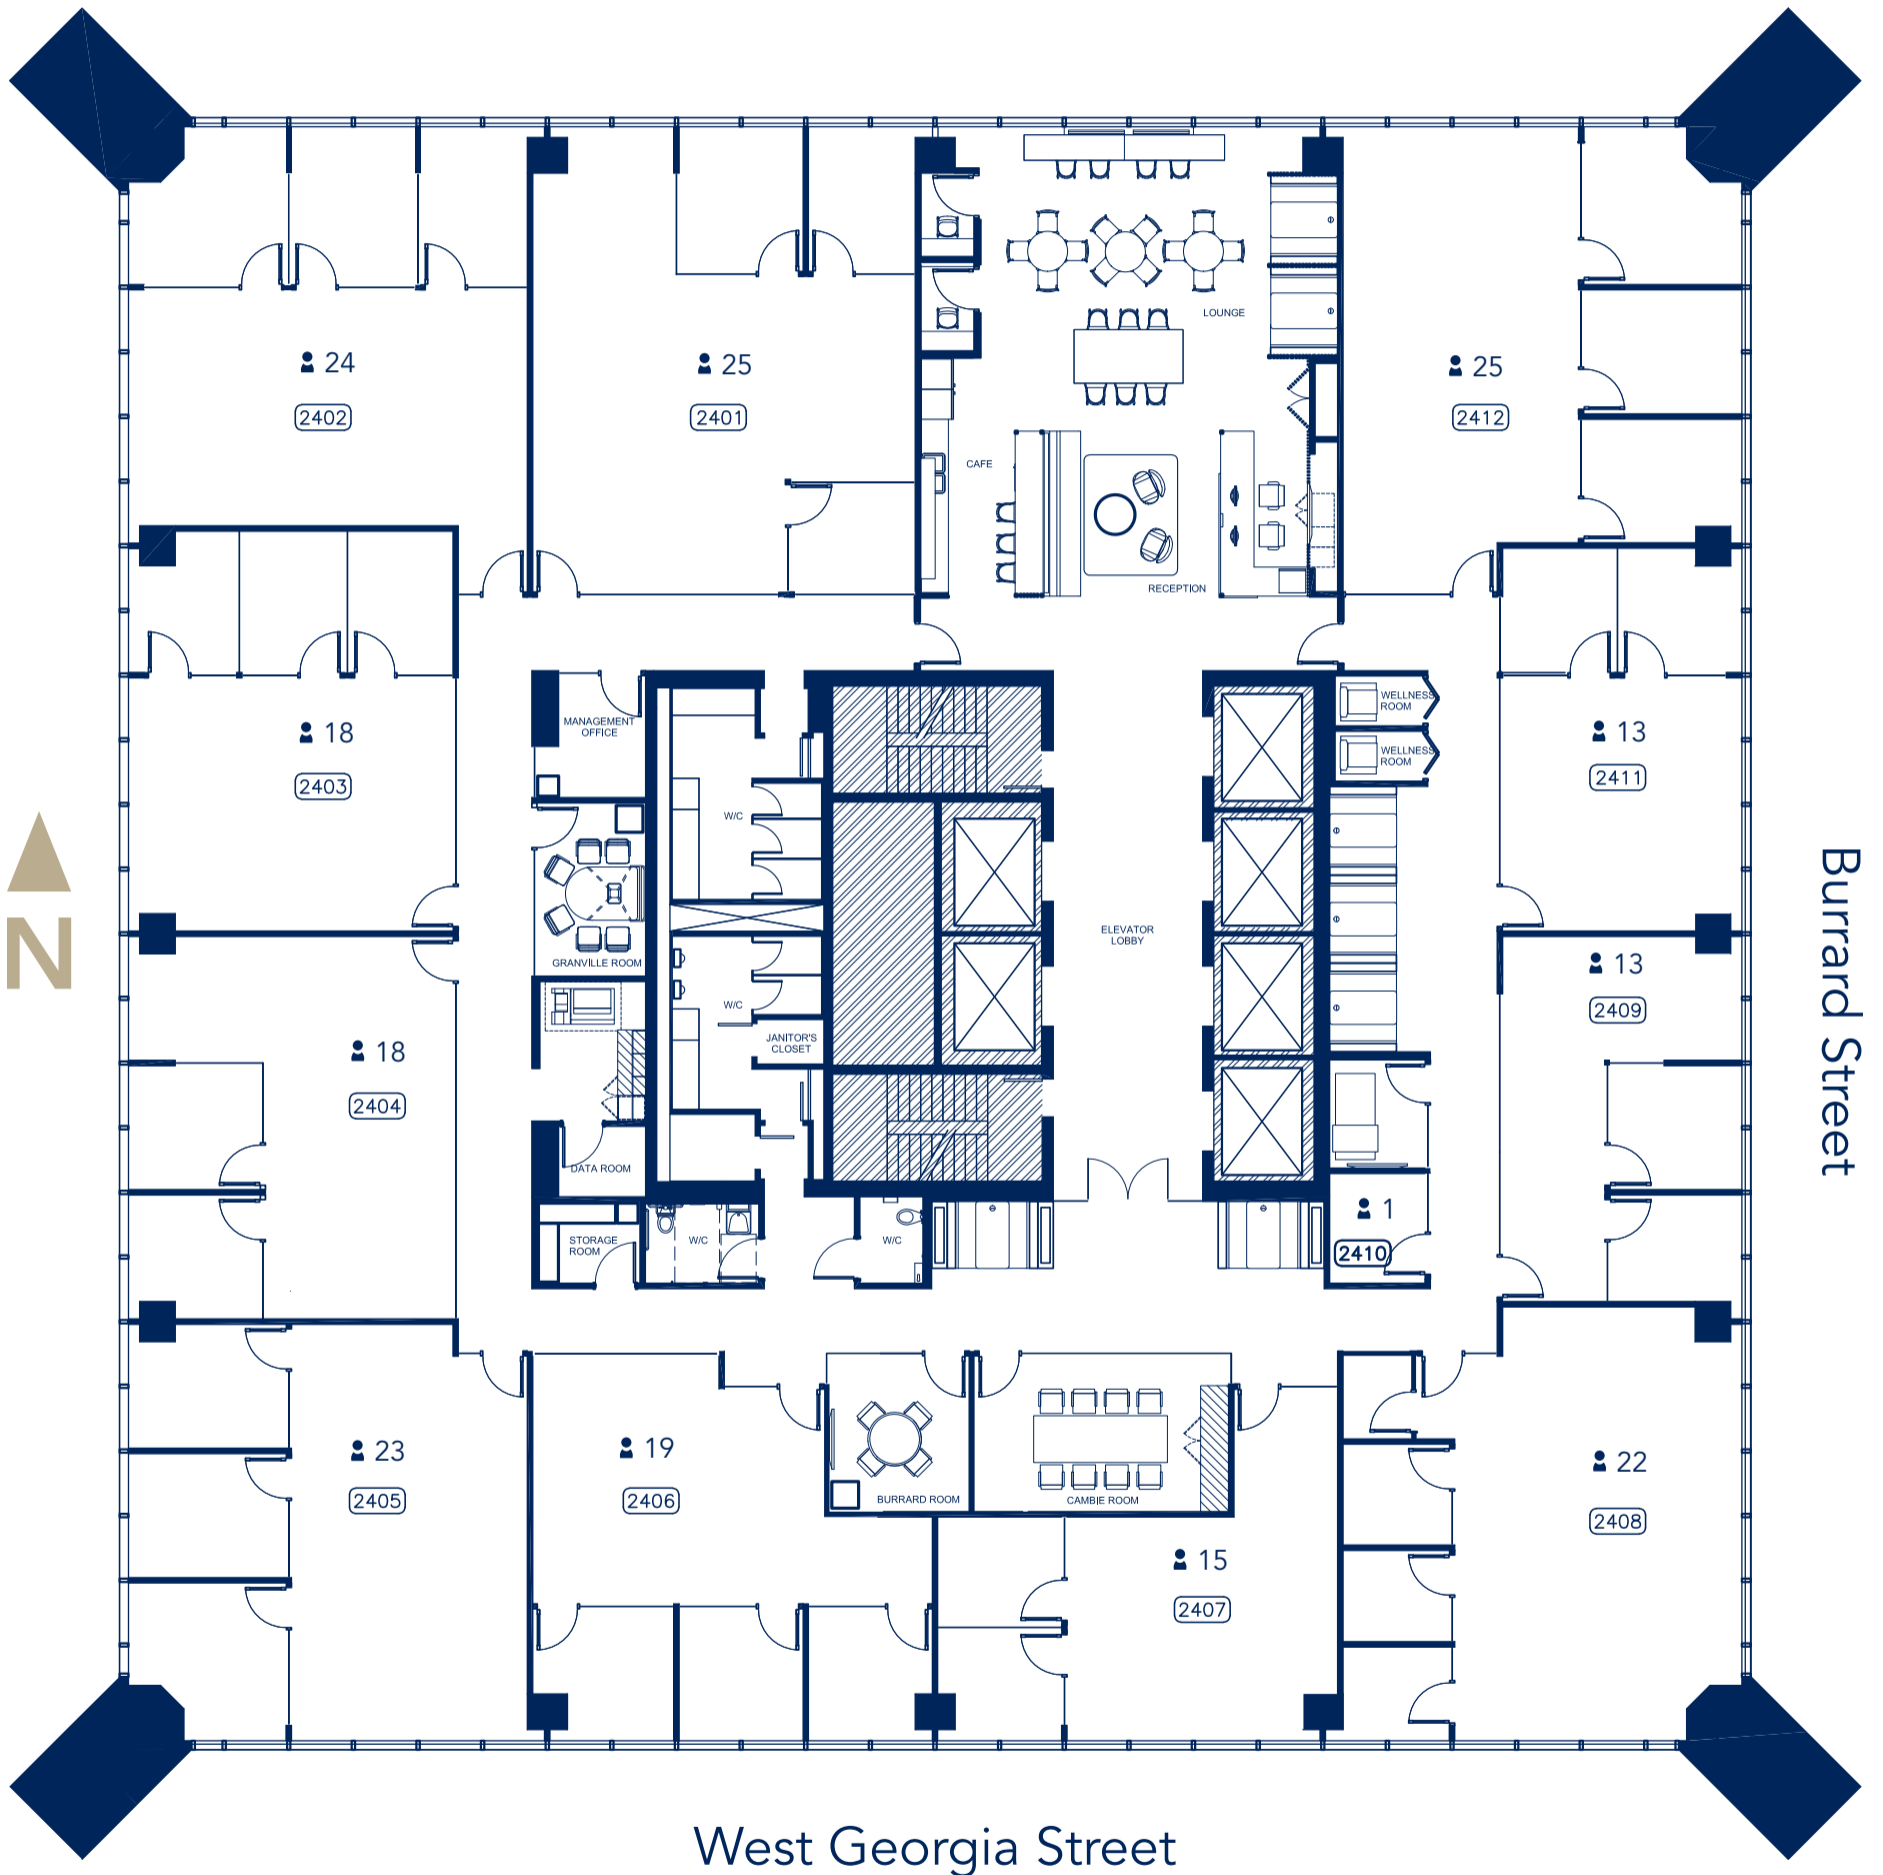 24
2402
25
2401
LOUNGE
25
2412
CAFE
RECEPTION
18
2403
MANAGEMENT
OFFICE
W/C
GRANVILLE ROOM
ELEVATOR
LOBBY
WELLNESS
ROOM
WELLNESS
ROOM
13
2411
N
18
2404
W/C
JANITOR'S
CLOSET
DATA ROOM
STORAGE
ROOM
W/C
W/C
1
2410
13
2409
Burrard Street
23
2405
19
2406
BURRARD ROOM
CAMBIE ROOM
15
2407
22
2408
West Georgia Street